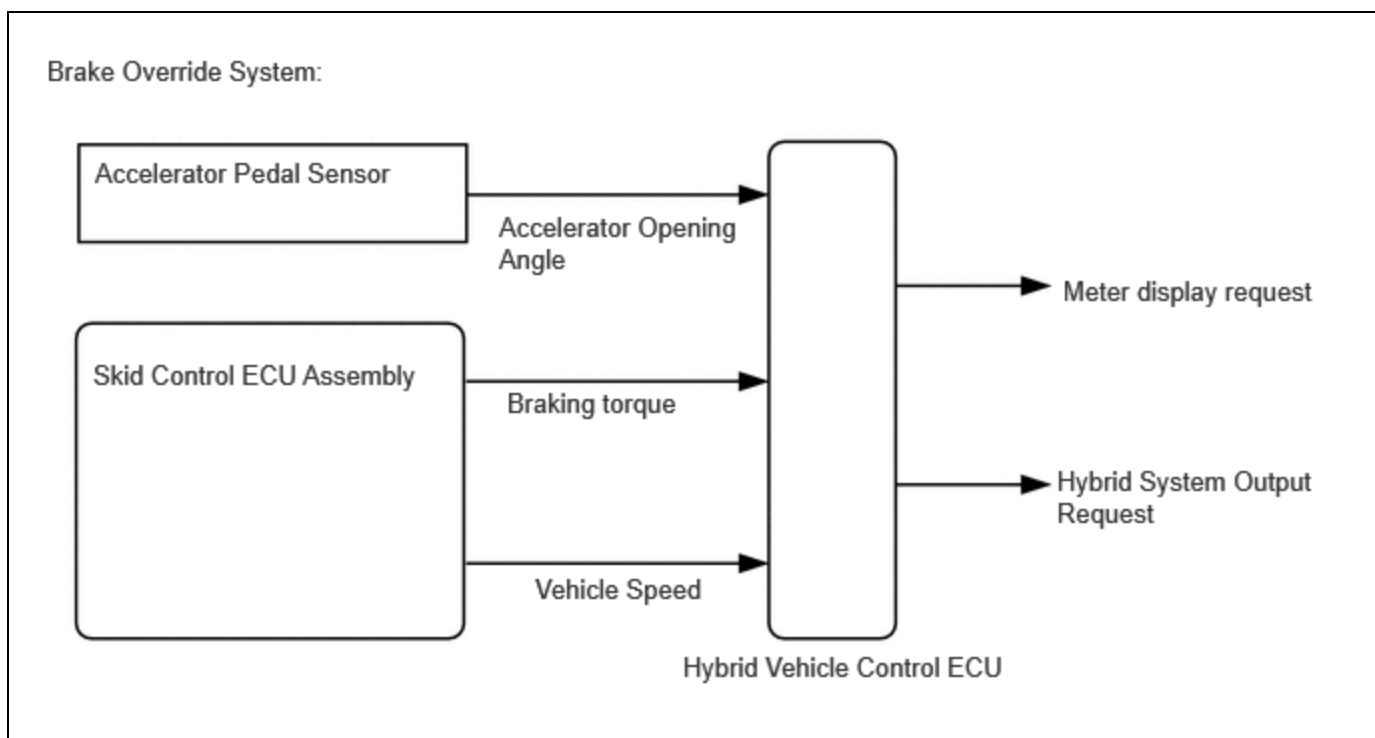 Brake Override System:
Accelerator Pedal Sensor
Accelerator Opening
Angle
Meter display request
Skid Control ECU Assembly
Braking torque
Hybrid System Output
Request
Vehicle Speed
Hybrid Vehicle Control ECU